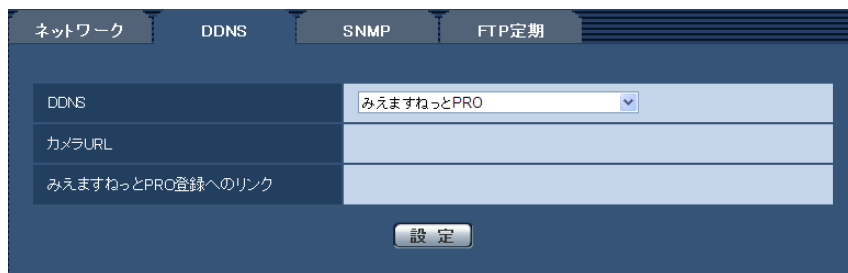 ネットワーク DDNS SNMP FTP定期
DDNS みえますねっとPRO
カメラURL
みえますねっとPRO登録へのリンク
設 定